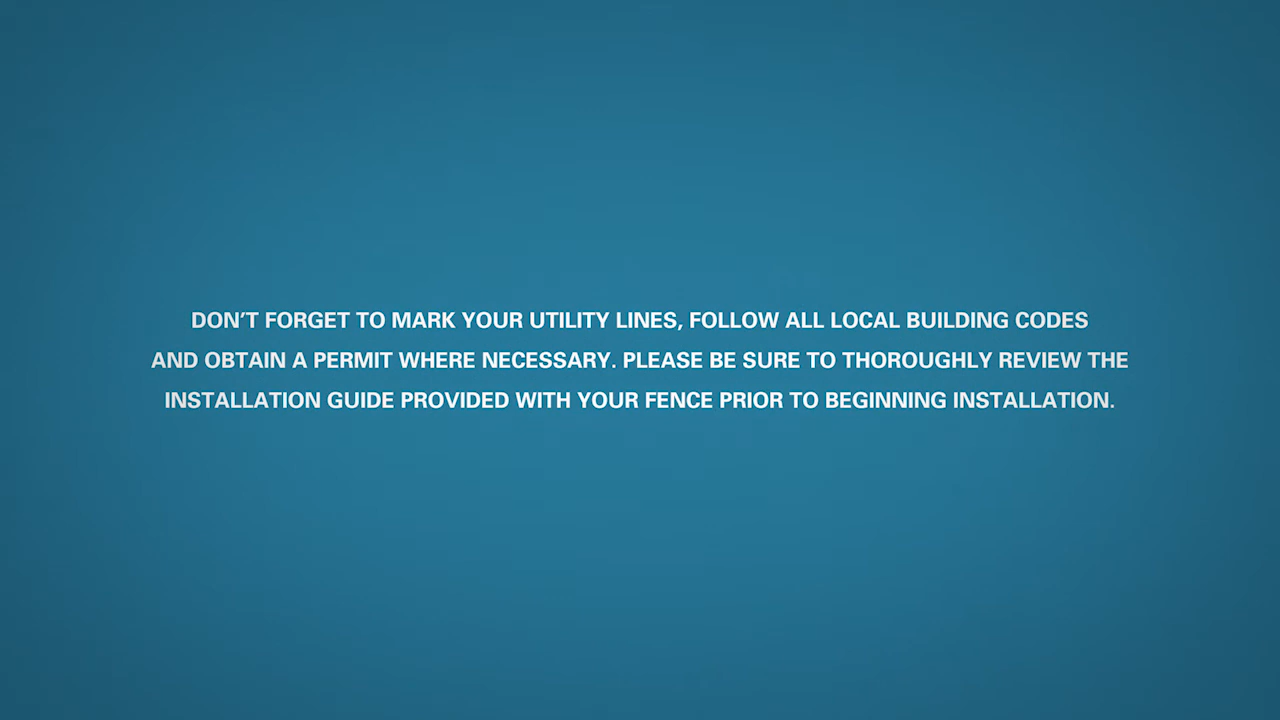 DON'T FORGET TO MARK YOUR UTILITY LINES, FOLLOW ALL LOCAL BUILDING CODES
AND OBTAIN A PERMIT WHERE NECESSARY. PLEASE BE SURE TO THOROUGHLY REVIEW THE
INSTALLATION GUIDE PROVIDED WITH YOUR FENCE PRIOR TO BEGINNING INSTALLATION.